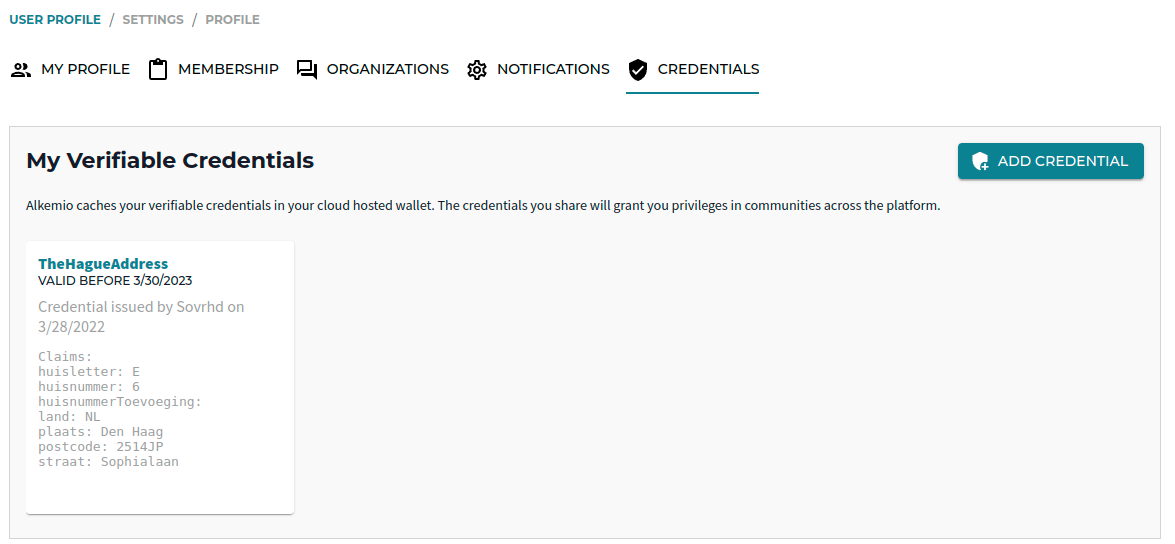 USER PROFILE / SETTINGS / PROFILE
MY PROFILE MEMBERSHIP ORGANIZATIONS NOTIFICATIONS CREDENTIALS
My Verifiable Credentials
ADD CREDENTIAL
Alkemio caches your verifiable credentials in your cloud hosted wallet. The credentials you share will grant you privileges in communities across the platform.
TheHagueAddress
VALID BEFORE 3/30/2023
Credential issued by Sovrhd on
3/28/2022
Claims:
huisletter: E
huisnummer: 6
huisnummerToevoeging:
land: NL
plaats: Den Haag
postcode: 2514JP
straat: Sophialaan